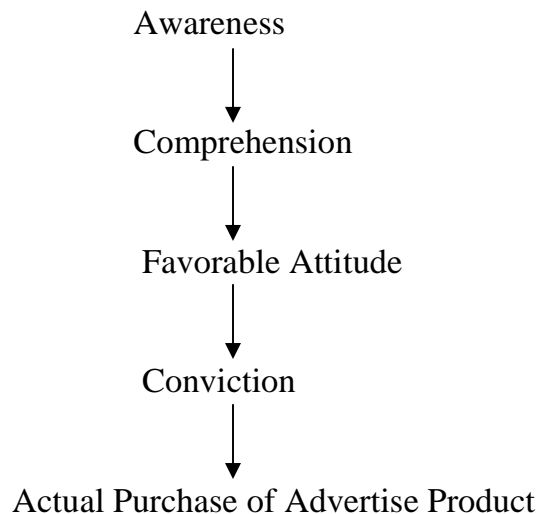 Awareness
Comprehension
Favorable Attitude
Conviction
Actual Purchase of Advertise Product